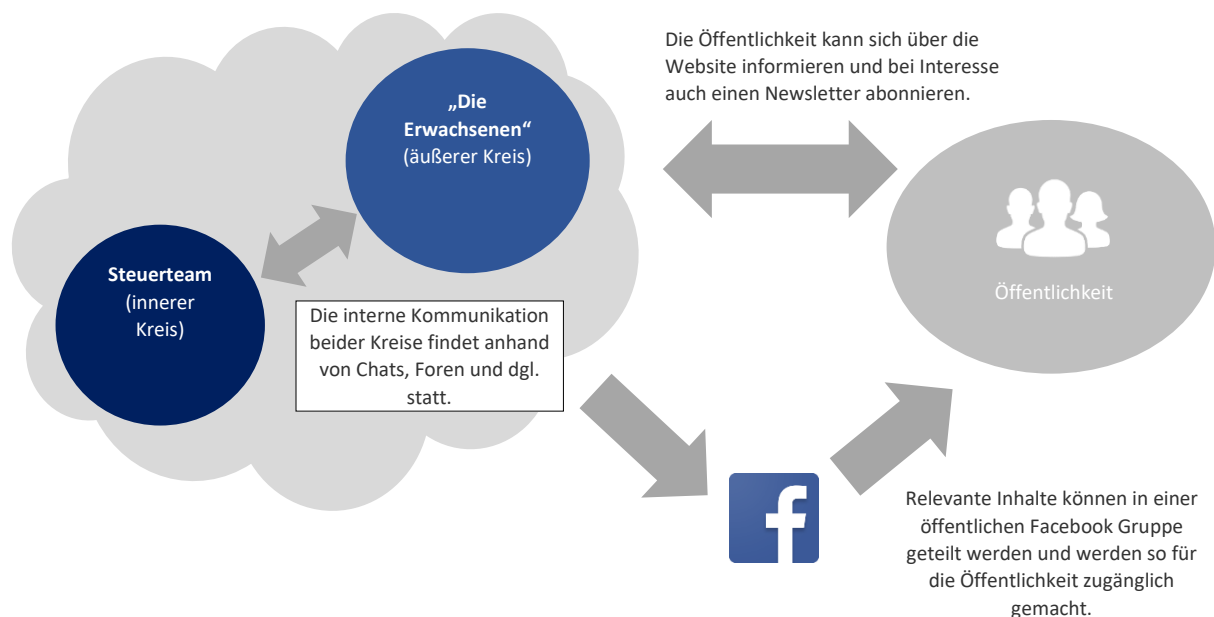 Die Öffentlichkeit kann sich über die
Website informieren und bei Interesse
auch einen Newsletter abonnieren.
„Die
Erwachsenen“
(äußerer Kreis)
Steuerteam
(innerer
Kreis)
Die interne Kommunikation
beider Kreise findet anhand
von Chats, Foren und dgl.
statt.
Öffentlichkeit
f
Relevante Inhalte können in einer
öffentlichen Facebook Gruppe
geteilt werden und werden so für
die Öffentlichkeit zugänglich
gemacht.